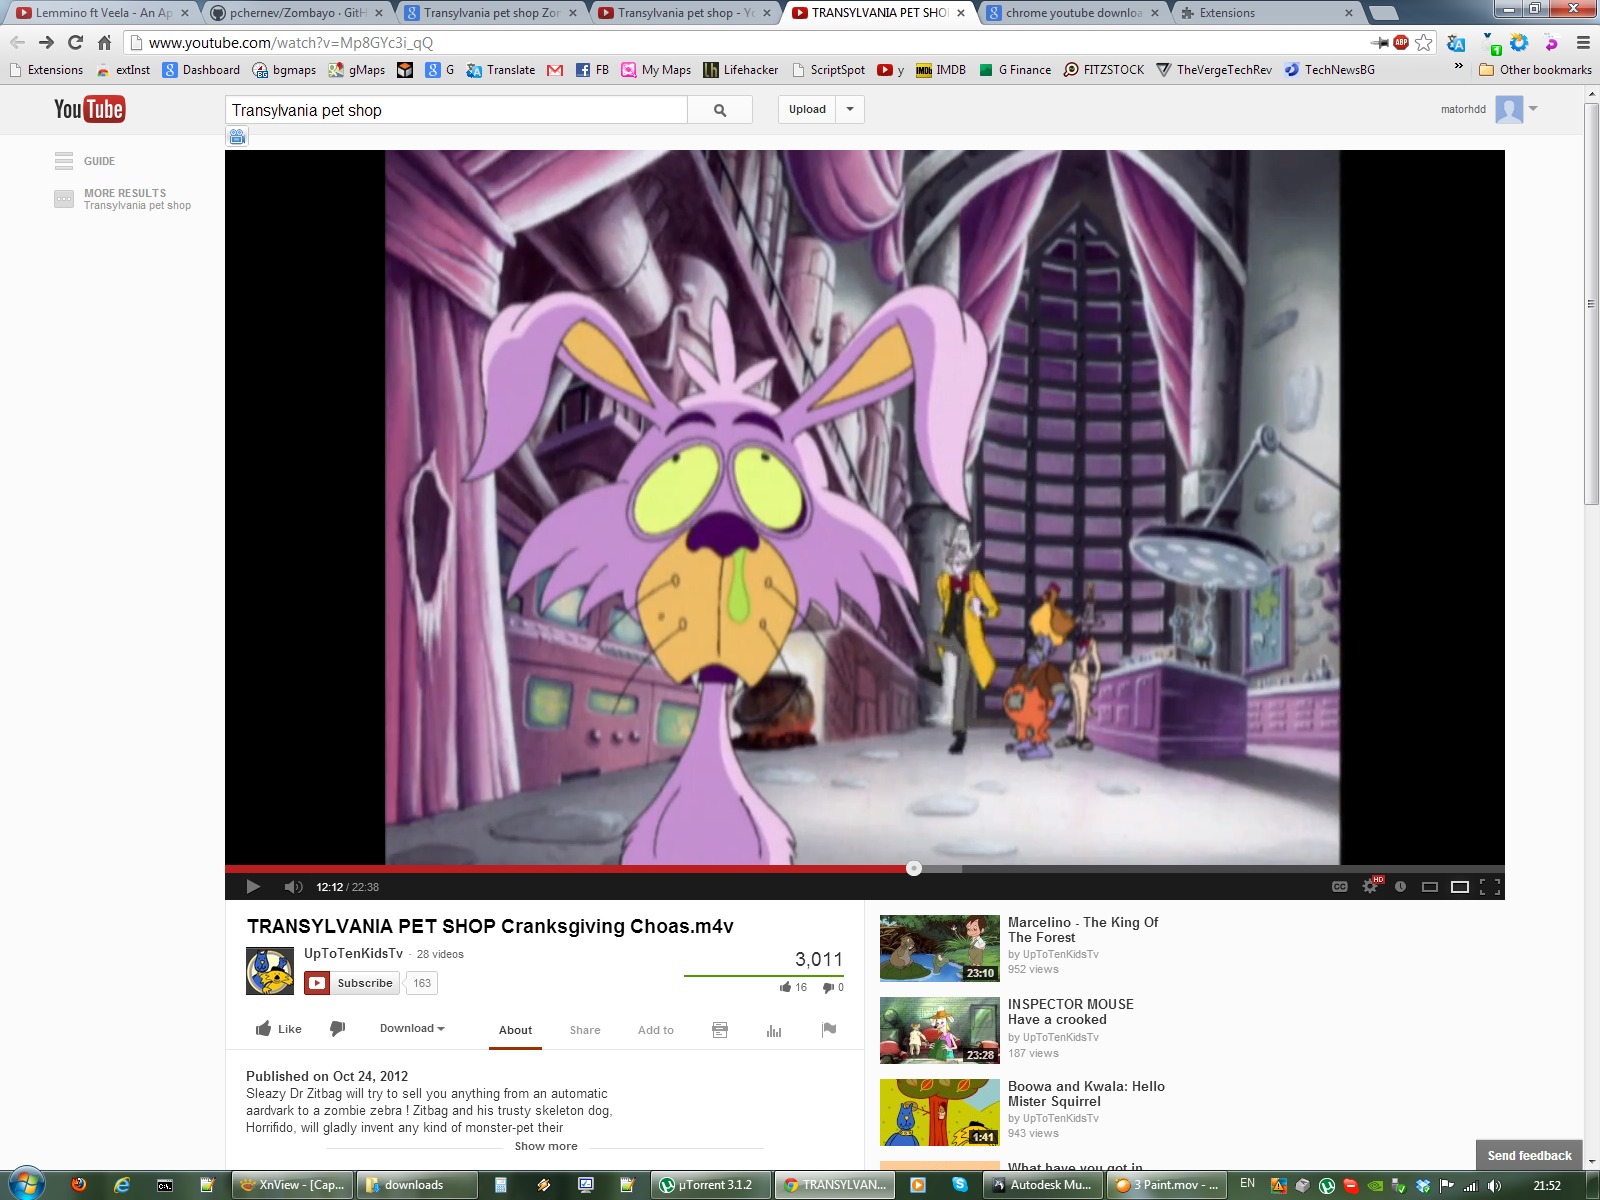 Lemmino ft Veela - An Ap
pchernev/Zombayo · GitH
Transylvania pet shop Zor
Transylvania pet shop - Yo
TRANSYLVANIA PET SHO
chrome youtube downloa
Extensions
www.youtube.com/watch?v=Mp8GYc3i_qQ
ABP
1
Extensions
extInst
Dashboard
bgmaps
gMaps
G
Translate
FB
My Maps
Lifehacker
ScriptSpot
y
IMDB
G Finance
FITZSTOCK
TheVergeTechRev
TechNewsBG
»
Other bookmarks
YouTube
Transylvania pet shop
Upload
matorhdd
GUIDE
MORE RESULTS
Transylvania pet shop
12:12 / 22:38
CC
HD
TRANSYLVANIA PET SHOP Cranksgiving Choas.m4v
UpToTenKidsTv · 28 videos
Subscribe
163
3,011
16
0
Like
Download
About
Share
Add to
Published on Oct 24, 2012
Sleazy Dr Zitbag will try to sell you anything from an automatic
aardvark to a zombie zebra ! Zitbag and his trusty skeleton dog,
Horrifido, will gladly invent any kind of monster-pet their
Show more
Marcelino - The King Of
The Forest
by UpToTenKidsTv
952 views
23:10
INSPECTOR MOUSE
Have a crooked
by UpToTenKidsTv
187 views
23:28
Boowa and Kwala: Hello
Mister Squirrel
by UpToTenKidsTv
943 views
1:41
What have you got in
Send feedback
XnView - [Cap...
downloads
µTorrent 3.1.2
TRANSYLVAN...
Autodesk Mu...
3 Paint.mov - ...
EN
21:52